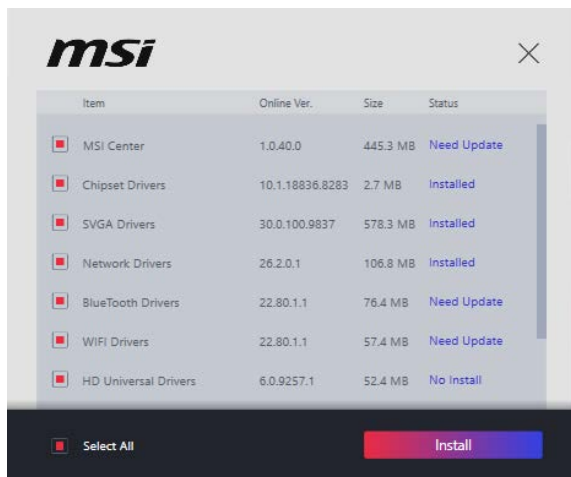 msi
Item Online Ver. Size Status
MSI Center 1.0.40.0 445.3 MB Need Update
Chipset Drivers 10.1.18836.8283 2.7 MB Installed
SVGA Drivers 30.0.100.9837 578.3 MB Installed
Network Drivers 26.2.0.1 106.8 MB Installed
BlueTooth Drivers 22.80.1.1 76.4 MB Need Update
WIFI Drivers 22.80.1.1 57.4 MB Need Update
HD Universal Drivers 6.0.9257.1 52.4 MB No Install
Select All Install